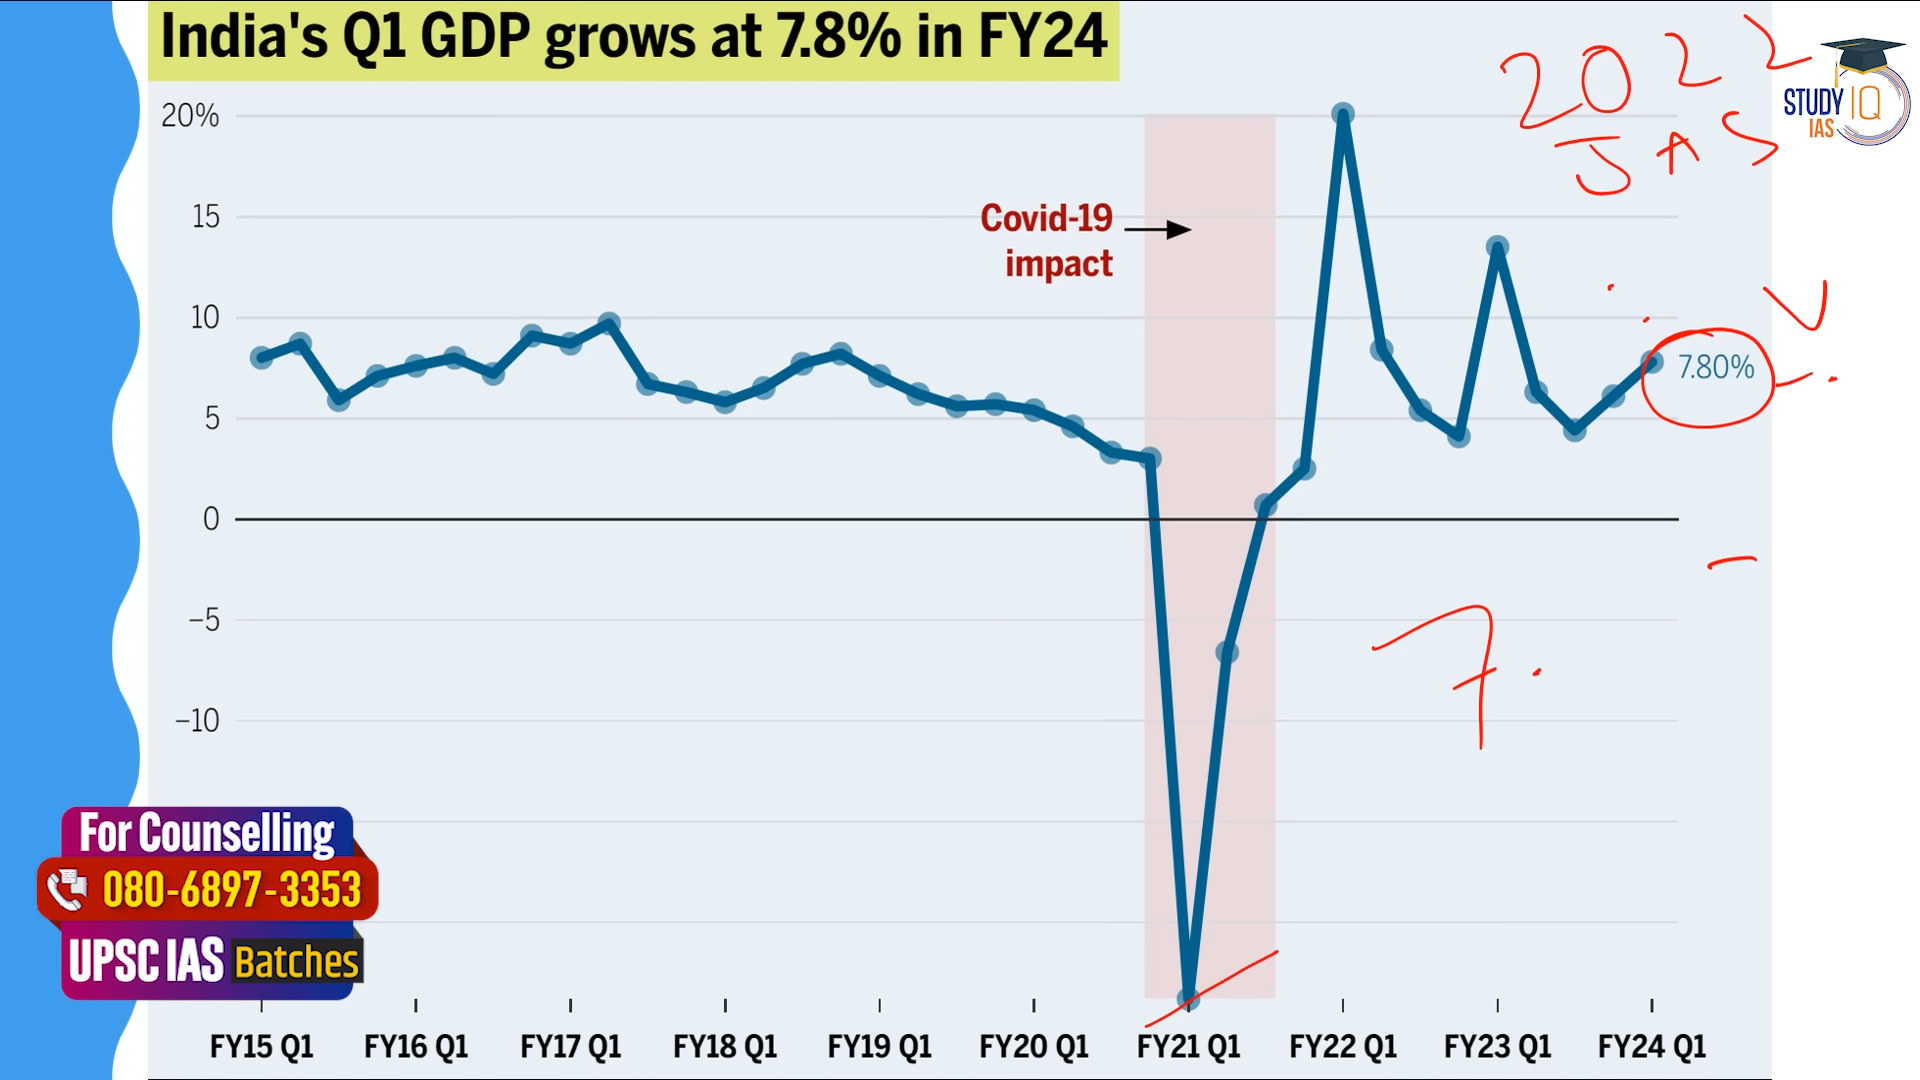 India's Q1 GDP grows at 7.8% in FY24
2022
JAS
STUDY IQ
IAS
20%
15
10
5
0
−5
−10
Covid-19
impact
7.80%
7.
For Counselling
080-6897-3353
UPSC IAS Batches
FY15 Q1 FY16 Q1 FY17 Q1 FY18 Q1 FY19 Q1 FY20 Q1 FY21 Q1 FY22 Q1 FY23 Q1 FY24 Q1